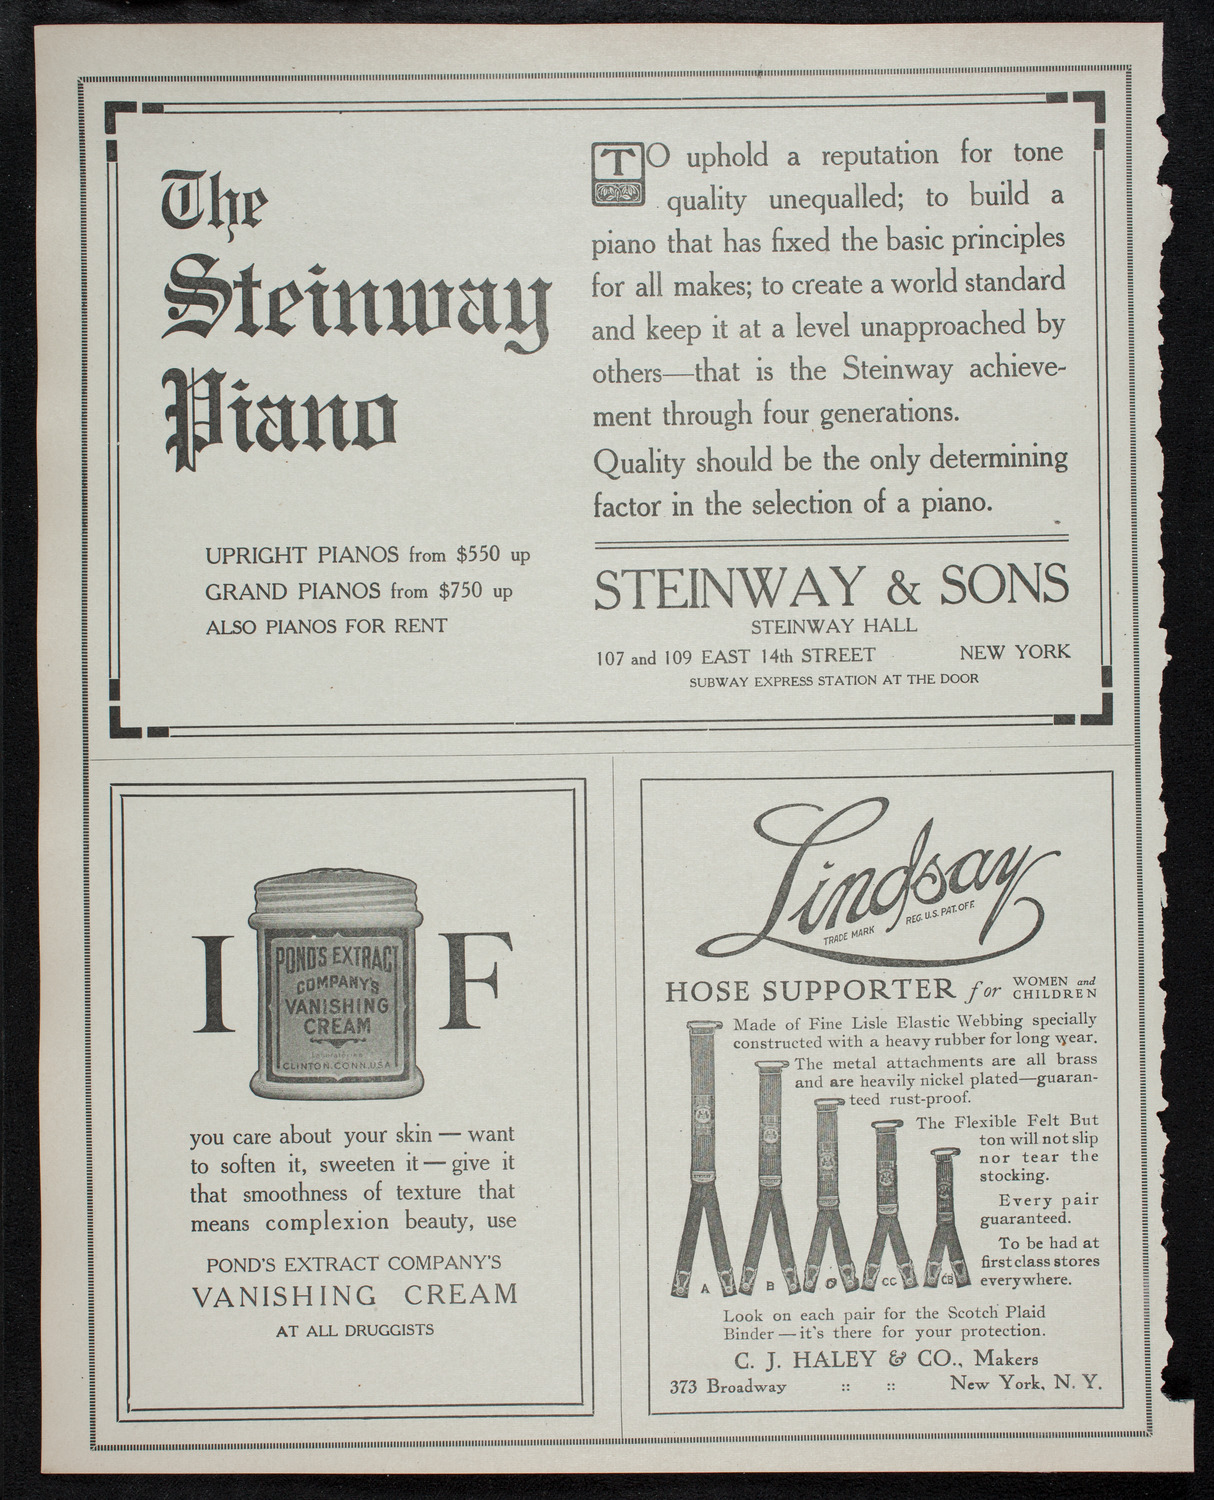 The
Steinway
Piano
UPRIGHT PIANOS from $550 up
GRAND PIANOS from $750 up
ALSO PIANOS FOR RENT
TO uphold a reputation for tone
quality unequalled; to build a
piano that has fixed the basic principles
for all makes; to create a world standard
and keep it at a level unapproached by
others—that is the Steinway achieve-
ment through four generations.
Quality should be the only determining
factor in the selection of a piano.
STEINWAY & SONS
STEINWAY HALL
107 and 109 EAST 14th STREET NEW YORK
SUBWAY EXPRESS STATION AT THE DOOR
IF
POND'S EXTRACT
COMPANY'S
VANISHING
CREAM
CLINTON.CONN.USA
you care about your skin — want
to soften it, sweeten it — give it
that smoothness of texture that
means complexion beauty, use
POND'S EXTRACT COMPANY'S
VANISHING CREAM
AT ALL DRUGGISTS
Lindsay
TRADE MARK REG. U.S. PAT. OFF.
HOSE SUPPORTER for WOMEN and CHILDREN
Made of Fine Lisle Elastic Webbing specially
constructed with a heavy rubber for long wear.
The metal attachments are all brass
and are heavily nickel plated—guaran-
teed rust-proof.
The Flexible Felt But
ton will not slip
nor tear the
stocking.
Every pair
guaranteed.
To be had at
first class stores
everywhere.
A B C CC CB
Look on each pair for the Scotch Plaid
Binder — it's there for your protection.
C. J. HALEY & CO., Makers
373 Broadway :: :: New York, N. Y.